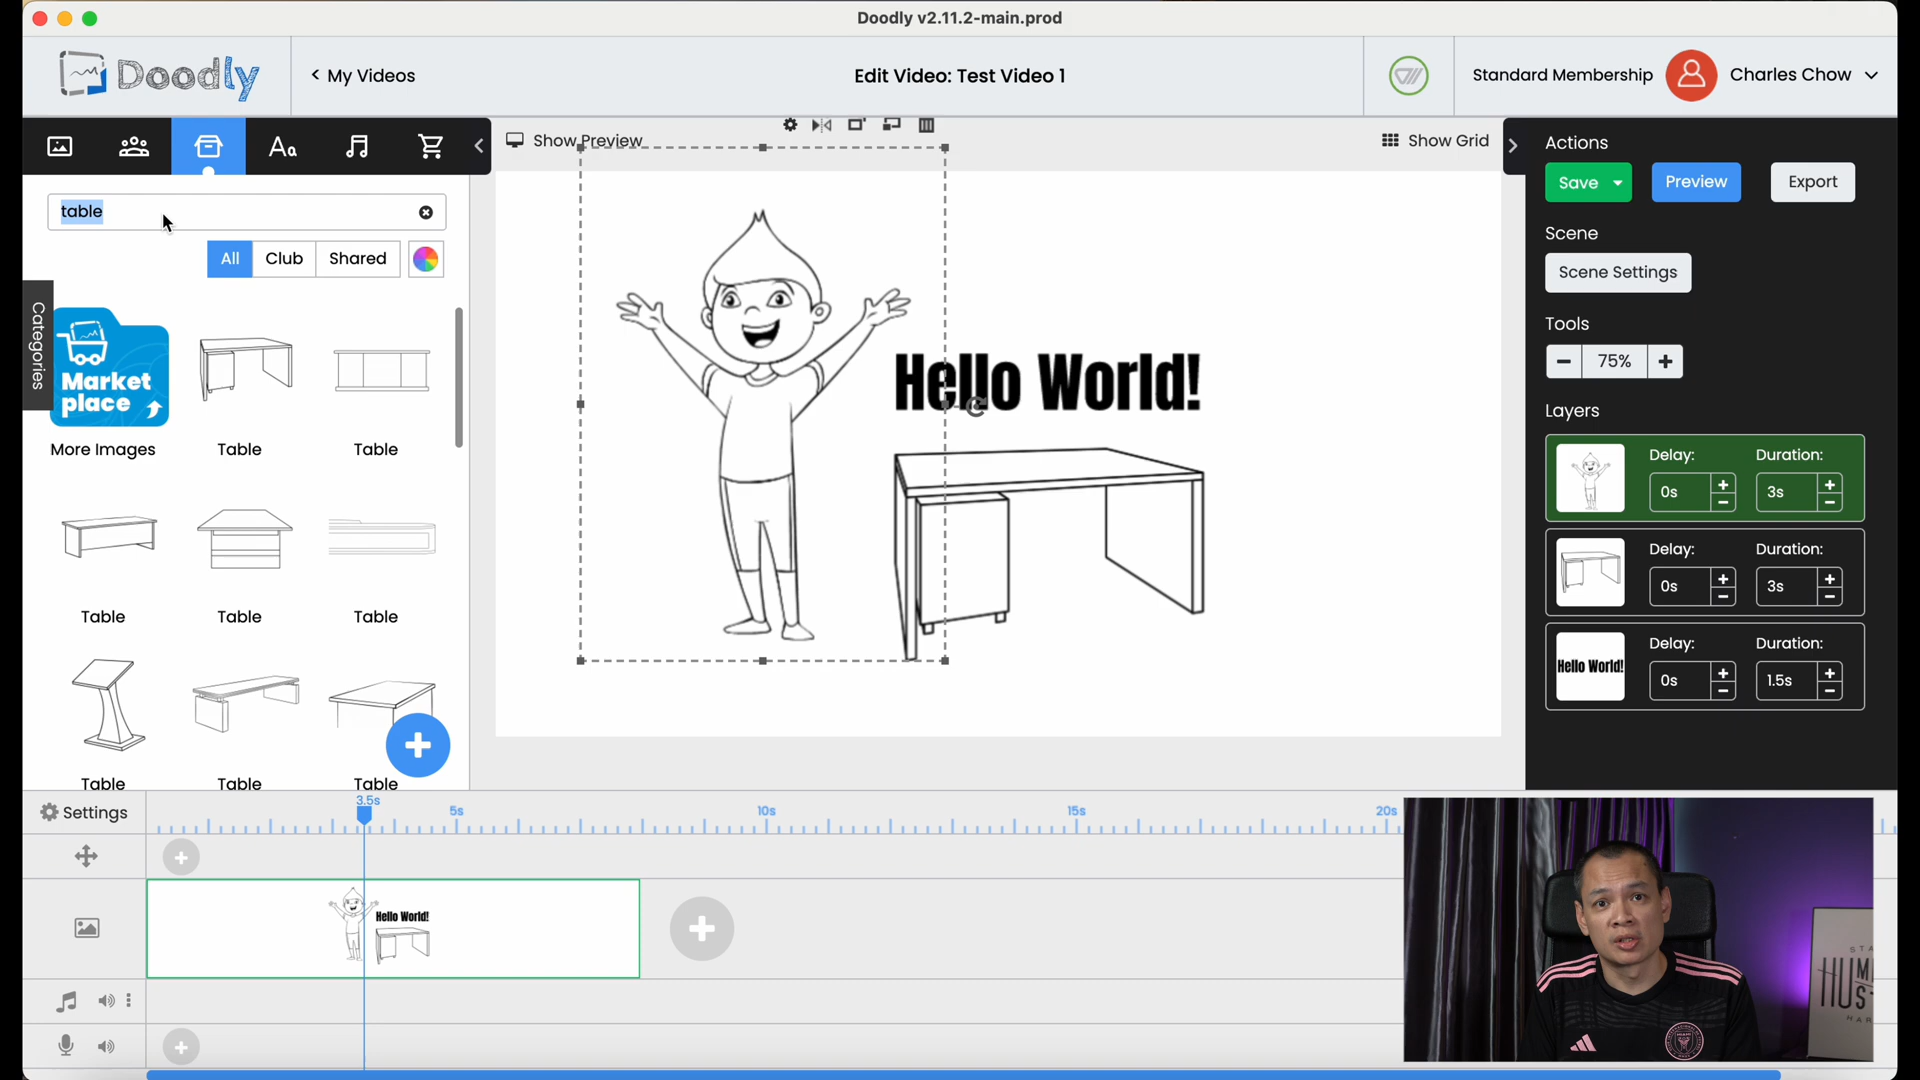 Doodly v2.11.2-main.prod
Doodly
< My Videos
Edit Video: Test Video 1
Standard Membership
Charles Chow
Aa
Show Preview
Show Grid
table
All
Club
Shared
Categories
Market
place
More Images
Table
Table
Table
Table
Table
Table
Table
Table
Hello World!
Actions
Save
Preview
Export
Scene
Scene Settings
Tools
75%
Layers
Delay:
Duration:
0s
3s
Delay:
Duration:
0s
3s
Hello World!
Delay:
Duration:
0s
1.5s
Settings
3.5s
5s
10s
15s
20s
Hello World!